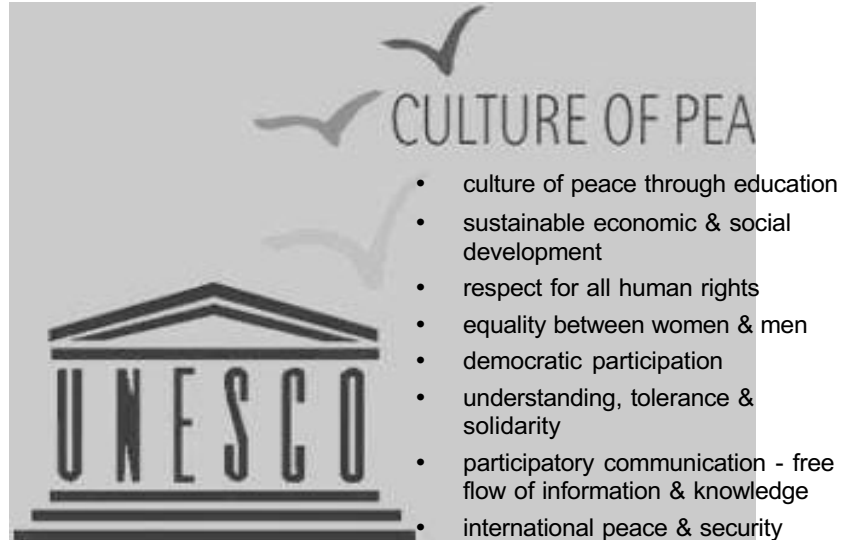 CULTURE OF PEA
• culture of peace through education
• sustainable economic & social
development
• respect for all human rights
• equality between women & men
• democratic participation
• understanding, tolerance &
solidarity
• participatory communication - free
flow of information & knowledge
• international peace & security
UNESCO